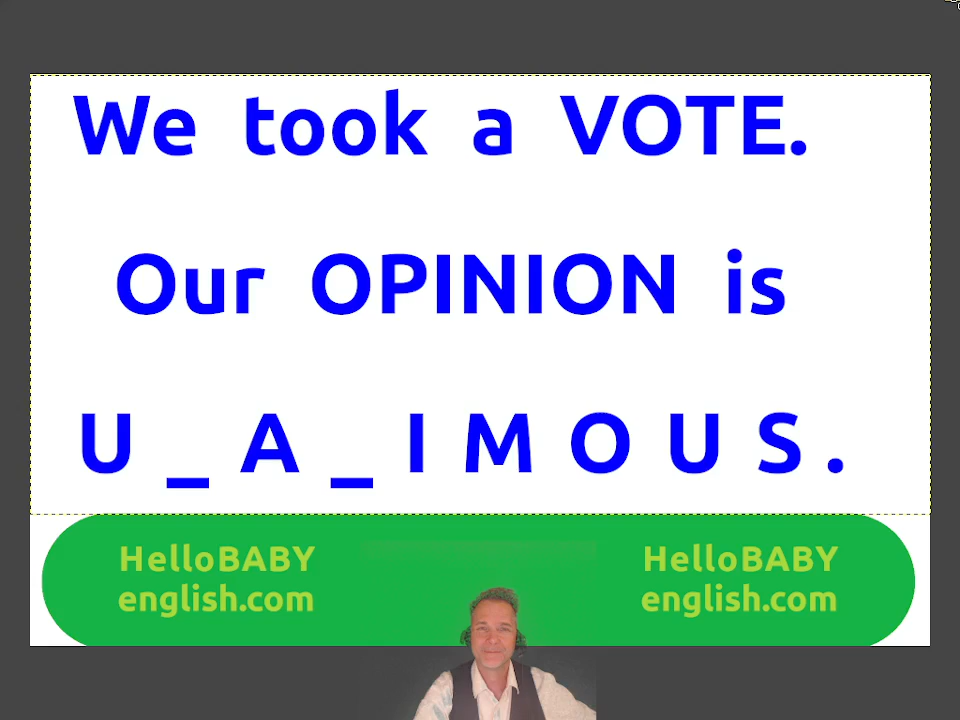 We took a VOTE.
Our OPINION is
U _ A _ I M O U S .
HelloBABY
english.com
HelloBABY
english.com